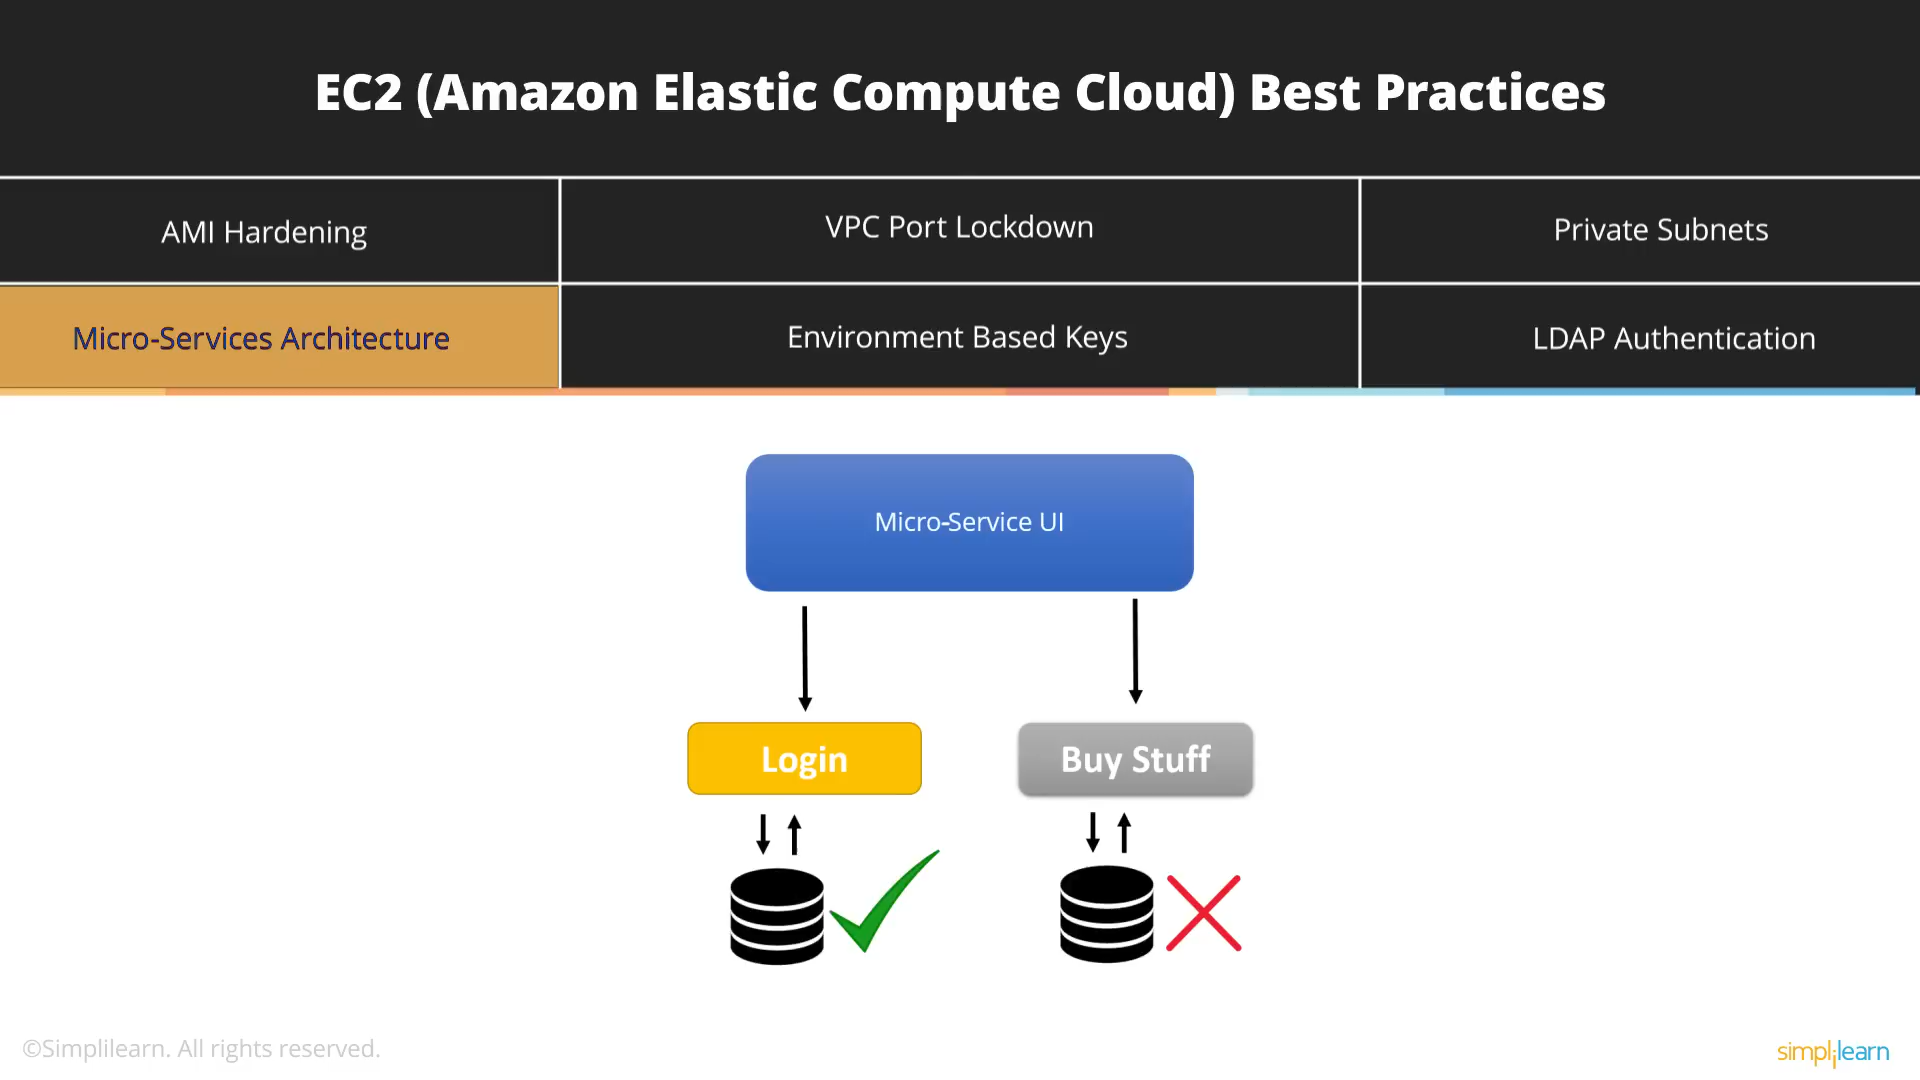 EC2 (Amazon Elastic Compute Cloud) Best Practices
AMI Hardening
VPC Port Lockdown
Private Subnets
Micro-Services Architecture
Environment Based Keys
LDAP Authentication
Micro-Service UI
Login
Buy Stuff
©Simplilearn. All rights reserved.
simplilearn